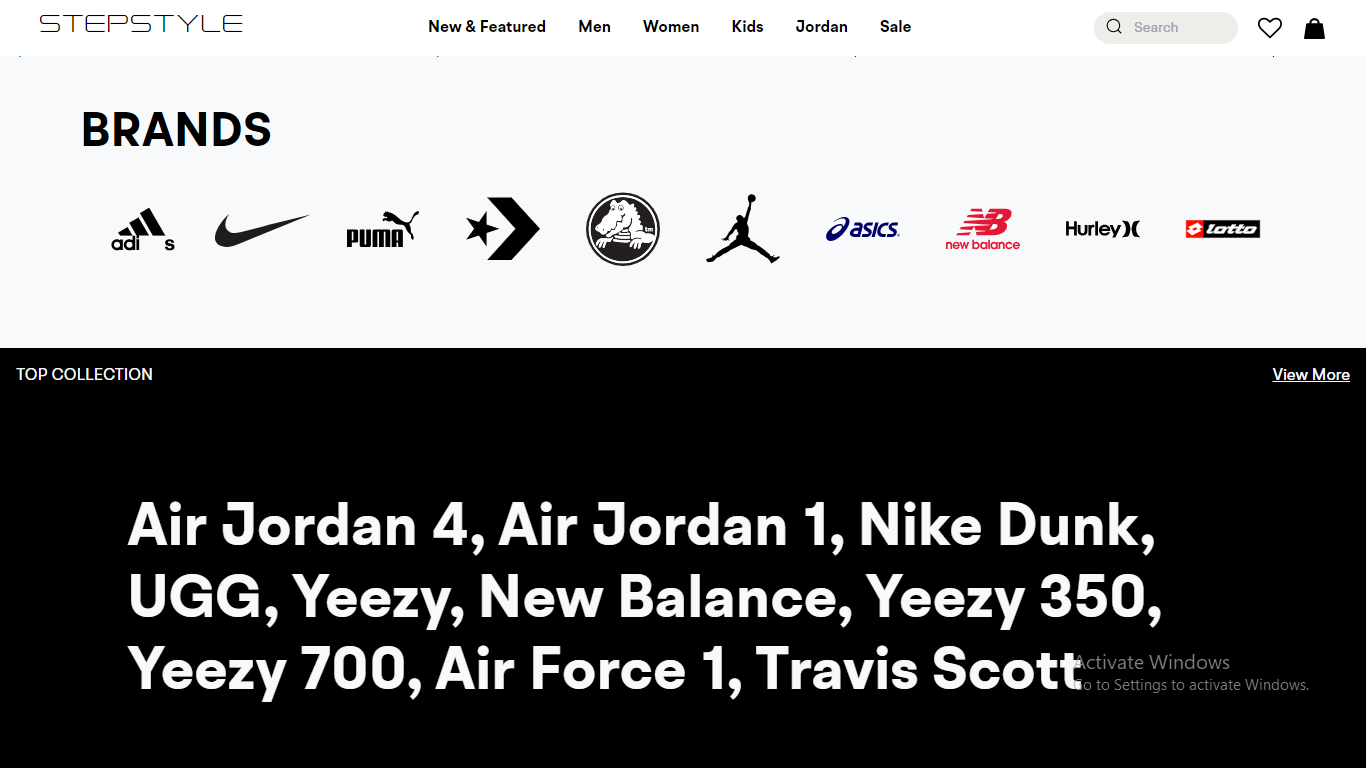 STEPSTYLE
New & Featured Men Women Kids Jordan Sale
Search
BRANDS
adi s
PUMA
tm
asics
new balance
Hurley
lotto
TOP COLLECTION
View More
Air Jordan 4, Air Jordan 1, Nike Dunk,
UGG, Yeezy, New Balance, Yeezy 350,
Yeezy 700, Air Force 1, Travis Scott
Activate Windows
Go to Settings to activate Windows.